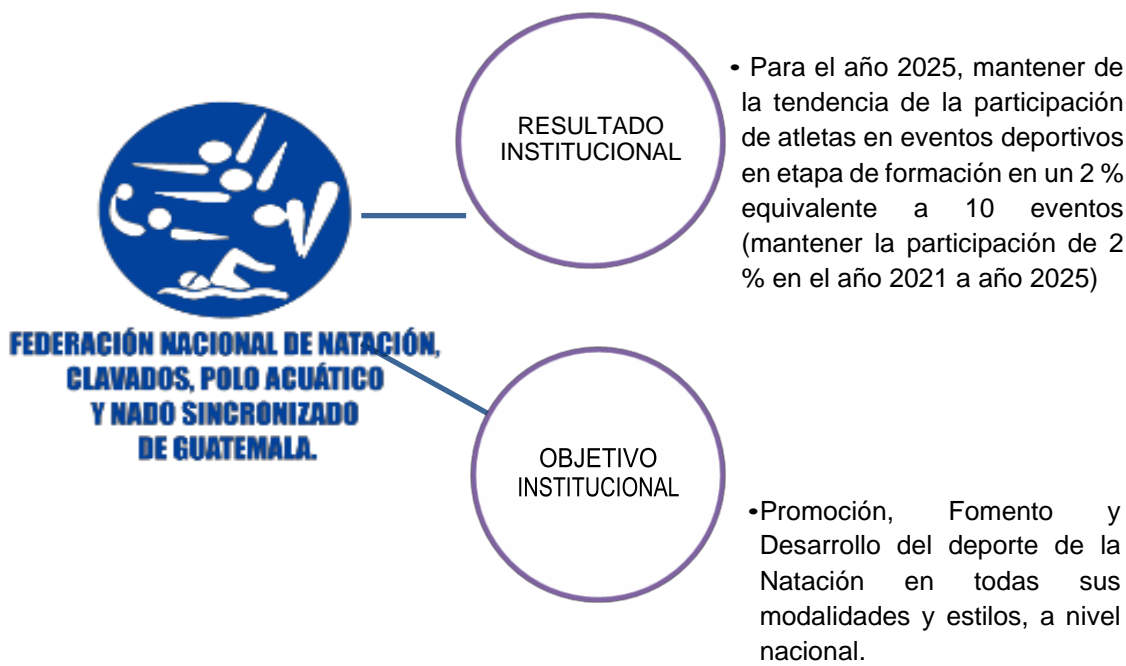 FEDERACIÓN NACIONAL DE NATACIÓN,
CLAVADOS, POLO ACUÁTICO
Y NADO SINCRONIZADO
DE GUATEMALA.
RESULTADO
INSTITUCIONAL
• Para el año 2025, mantener de
la tendencia de la participación
de atletas en eventos deportivos
en etapa de formación en un 2 %
equivalente a 10 eventos
(mantener la participación de 2
% en el año 2021 a año 2025)
OBJETIVO
INSTITUCIONAL
•Promoción, Fomento y
Desarrollo del deporte de la
Natación en todas sus
modalidades y estilos, a nivel
nacional.